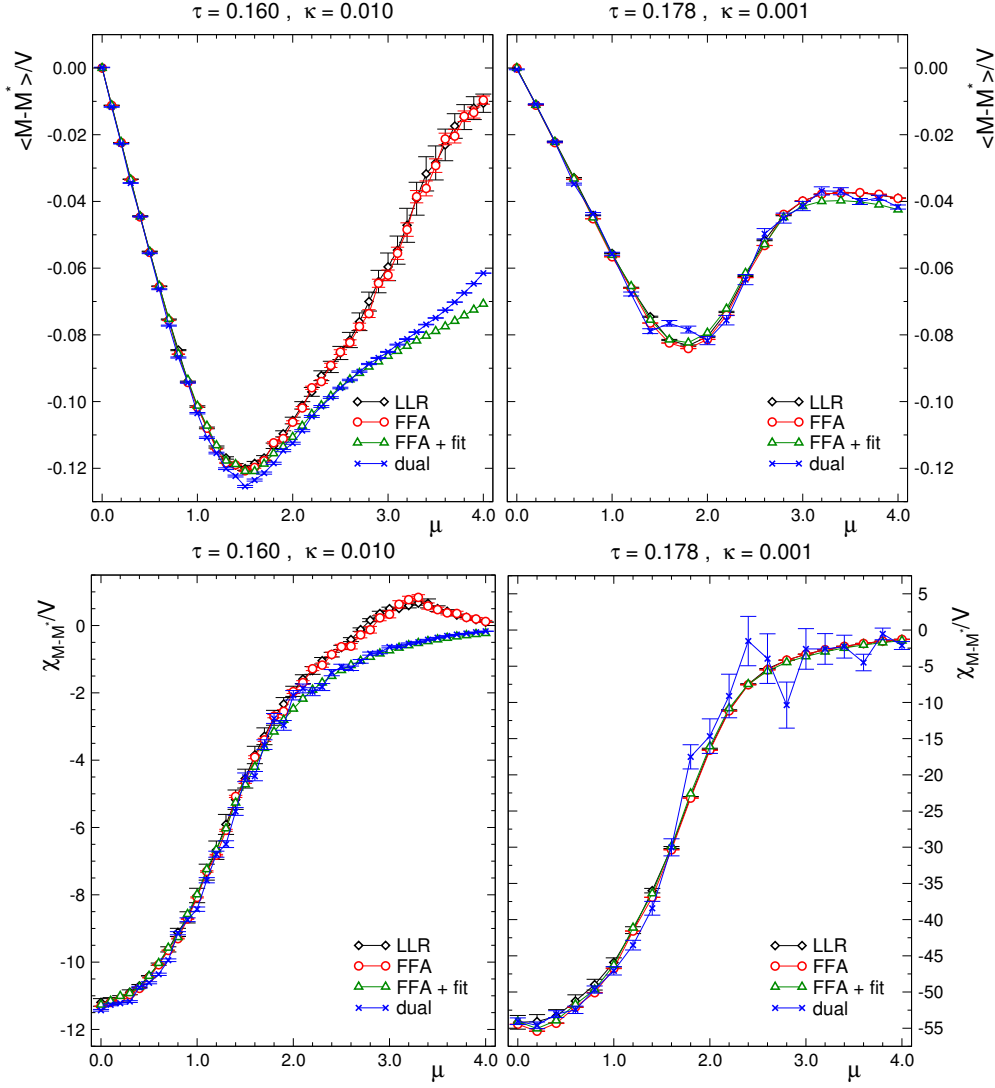 τ = 0.160 , κ = 0.010
τ = 0.178 , κ = 0.001
<M-M*>/V
0.00
-0.02
-0.04
-0.06
-0.08
-0.10
-0.12
LLR
FFA
FFA + fit
dual
0.0 1.0 2.0 3.0 4.0
μ
<M-M*>/V
0.00
-0.02
-0.04
-0.06
-0.08
-0.10
-0.12
LLR
FFA
FFA + fit
dual
0.0 1.0 2.0 3.0 4.0
μ
τ = 0.160 , κ = 0.010
τ = 0.178 , κ = 0.001
χM-M*/V
2
0
-2
-4
-6
-8
-10
-12
LLR
FFA
FFA + fit
dual
0.0 1.0 2.0 3.0 4.0
μ
χM-M*/V
5
0
-5
-10
-15
-20
-25
-30
-35
-40
-45
-50
-55
LLR
FFA
FFA + fit
dual
0.0 1.0 2.0 3.0 4.0
μ